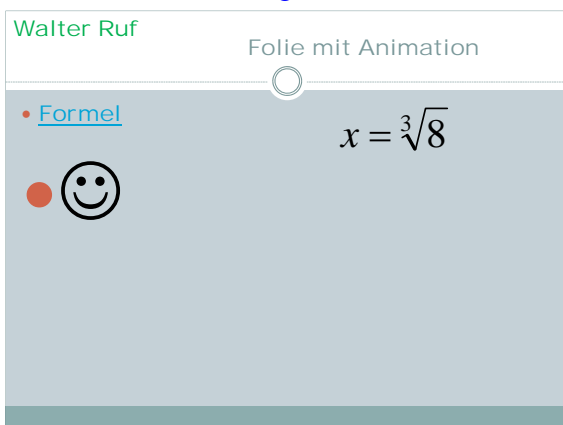 Walter Ruf
Folie mit Animation
• Formel
x = ∛8
• ☺